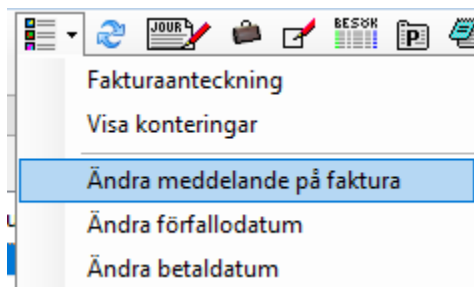 JOUR
BESÖK
P
Fakturaanteckning
Visa konteringar
Ändra meddelande på faktura
Ändra förfallodatum
Ändra betaldatum